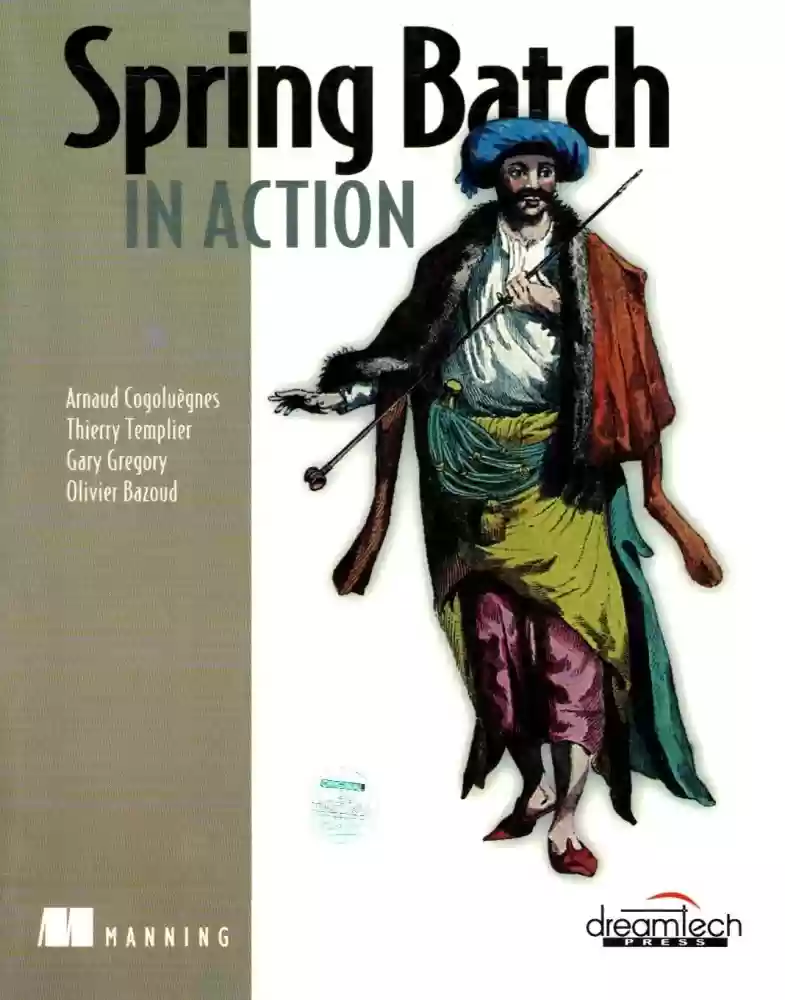 Spring Batch
IN ACTION
Arnaud Cogoluègnes
Thierry Templier
Gary Gregory
Olivier Bazoud
MANNING
dreamtech
PRESS